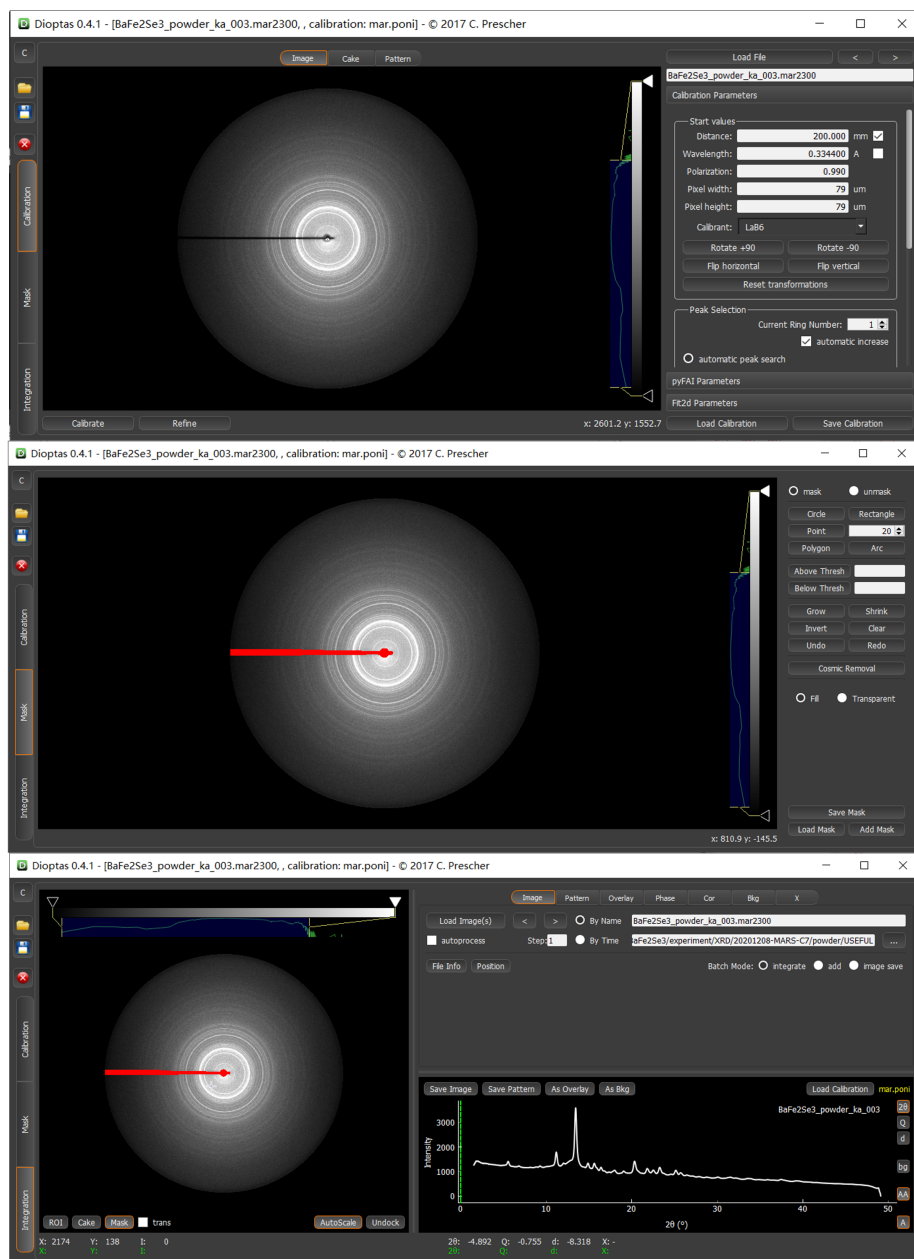 Dioptas 0.4.1 - [BaFe2Se3_powder_ka_003.mar2300, , calibration: mar.poni] - © 2017 C. Prescher
C
Image Cake Pattern
Load File < >
BaFe2Se3_powder_ka_003.mar2300
Calibration Parameters
Start values
Distance: 200.000 mm
Wavelength: 0.334400 A
Polarization: 0.990
Pixel width: 79 um
Pixel height: 79 um
Calibrant: LaB6
Rotate +90 Rotate -90
Flip horizontal Flip vertical
Reset transformations
Peak Selection
Current Ring Number: 1
automatic increase
automatic peak search
pyFAI Parameters
Fit2d Parameters
Calibration
Mask
Integration
Calibrate Refine x: 2601.2 y: 1552.7 Load Calibration Save Calibration
Dioptas 0.4.1 - [BaFe2Se3_powder_ka_003.mar2300, , calibration: mar.poni] - © 2017 C. Prescher
C
mask unmask
Circle Rectangle
Point 20
Polygon Arc
Above Thresh
Below Thresh
Grow Shrink
Invert Clear
Undo Redo
Cosmic Removal
Fill Transparent
Calibration
Mask
Integration
Save Mask
x: 810.9 y: -145.5 Load Mask Add Mask
Dioptas 0.4.1 - [BaFe2Se3_powder_ka_003.mar2300, , calibration: mar.poni] - © 2017 C. Prescher
C
Image Pattern Overlay Phase Cor Bkg X
Load Image(s) < > By Name BaFe2Se3_powder_ka_003.mar2300
autoprocess Step: 1 By Time BaFe2Se3/experiment/XRD/20201208-MARS-C7/powder/USEFUL ...
File Info Position Batch Mode: integrate add image save
Calibration
Mask
Integration
Save Image Save Pattern As Overlay As Bkg Load Calibration mar.poni
BaFe2Se3_powder_ka_003
Intensity
3000
2000
1000
0
0 10 20 30 40 50
2θ (º)
2θ
Q
d
bg
AA
A
ROI Cake Mask trans AutoScale Undock
X: 2174 Y: 138 I: 0 2θ: -4.892 Q: -0.755 d: -8.318 X: -
X: Y: I: 2θ: Q: d: X: